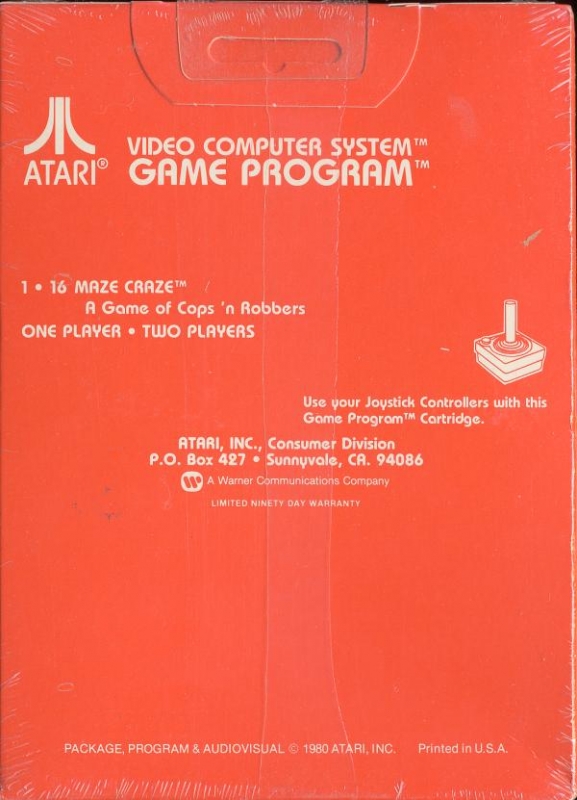 VIDEO COMPUTER SYSTEM™
ATARI® GAME PROGRAM™
1 • 16 MAZE CRAZE™
A Game of Cops 'n Robbers
ONE PLAYER • TWO PLAYERS
Use your Joystick Controllers with this
Game Program™ Cartridge.
ATARI, INC., Consumer Division
P.O. Box 427 • Sunnyvale, CA. 94086
A Warner Communications Company
LIMITED NINETY DAY WARRANTY
PACKAGE, PROGRAM & AUDIOVISUAL © 1980 ATARI, INC. Printed in U.S.A.